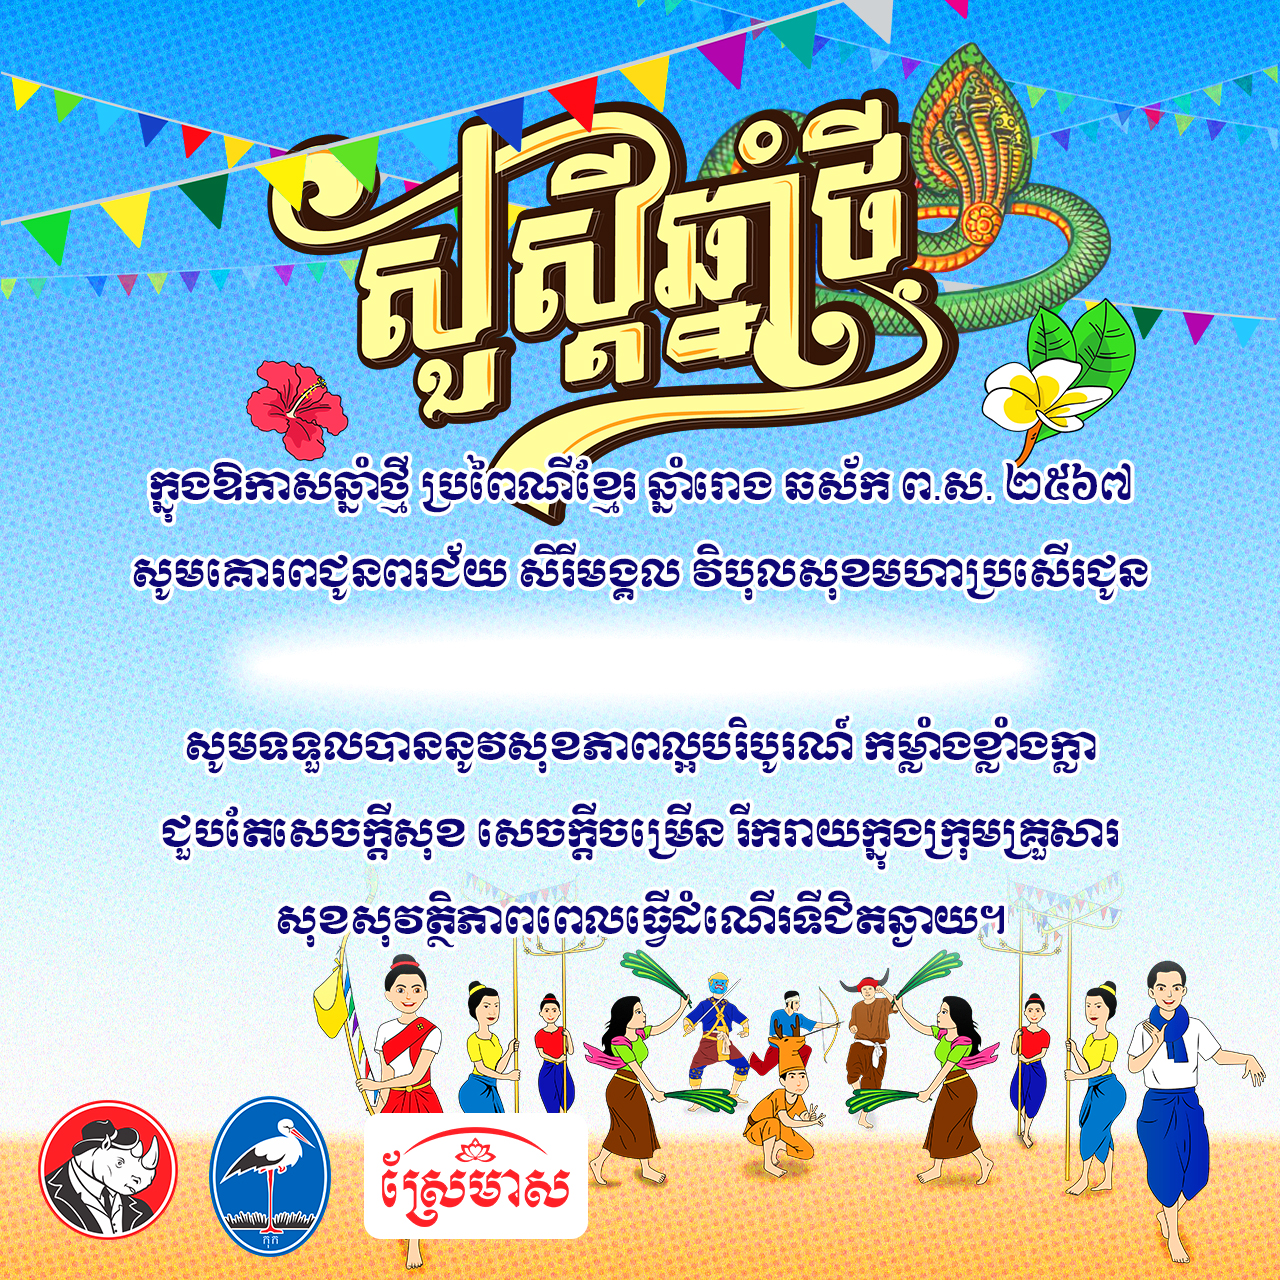 សួស្តីឆ្នាំថ្មី
ក្នុងឱកាសឆ្នាំថ្មី ប្រពៃណីខ្មែរ ឆ្នាំរោង ឆស័ក ព.ស. ២៥៦៧
សូមគោរពជូនពរជ័យ សិរីមង្គល វិបុលសុខមហាប្រសើរជូន
សូមទទួលបាននូវសុខភាពល្អបរិបូរណ៍ កម្លាំងខ្លាំងក្លា
ជួបតែសេចក្តីសុខ សេចក្តីចម្រើន រីករាយក្នុងក្រុមគ្រួសារ
សុខសុវត្ថិភាពពេលធ្វើដំណើរទីជិតឆ្ងាយ។
កុក
ស្រែមាស